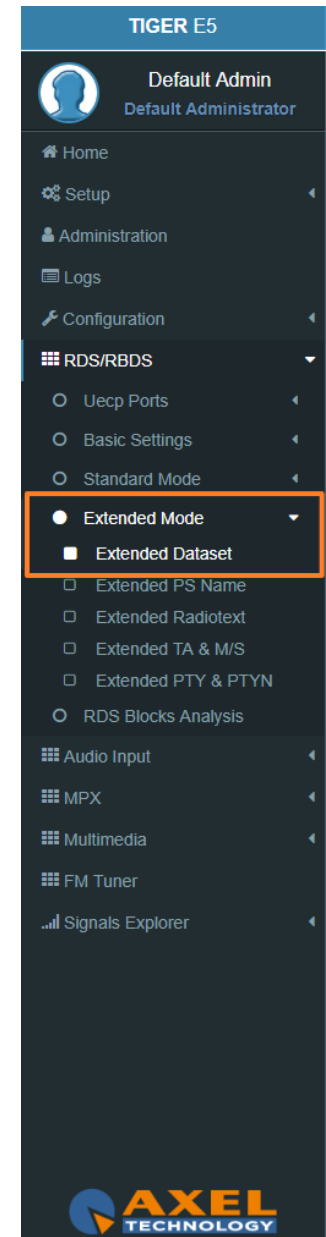 TIGER E5
Default Admin
Default Administrator
Home
Setup
Administration
Logs
Configuration
RDS/RBDS
Uecp Ports
Basic Settings
Standard Mode
Extended Mode
Extended Dataset
Extended PS Name
Extended Radiotext
Extended TA & M/S
Extended PTY & PTYN
RDS Blocks Analysis
Audio Input
MPX
Multimedia
FM Tuner
Signals Explorer
AXEL
TECHNOLOGY